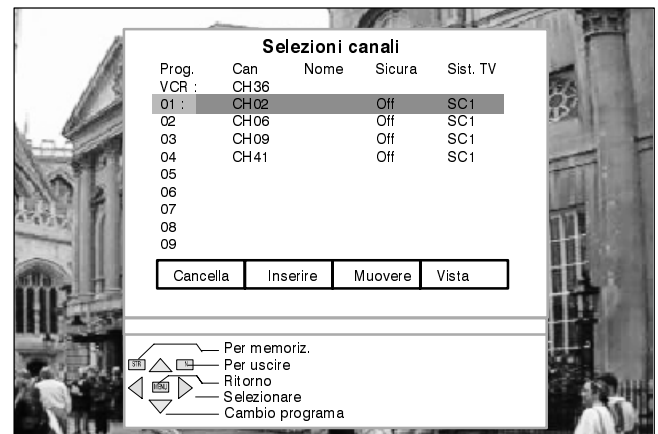 Selezioni canali
Prog. Can Nome Sicura Sist. TV
VCR : CH36
01 : CH02 Off SC1
02 CH06 Off SC1
03 CH09 Off SC1
04 CH41 Off SC1
05
06
07
08
09
Cancella Inserire Muovere Vista
Per memoriz.
STR N Per uscire
MENU Ritorno
Selezionare
Cambio programa